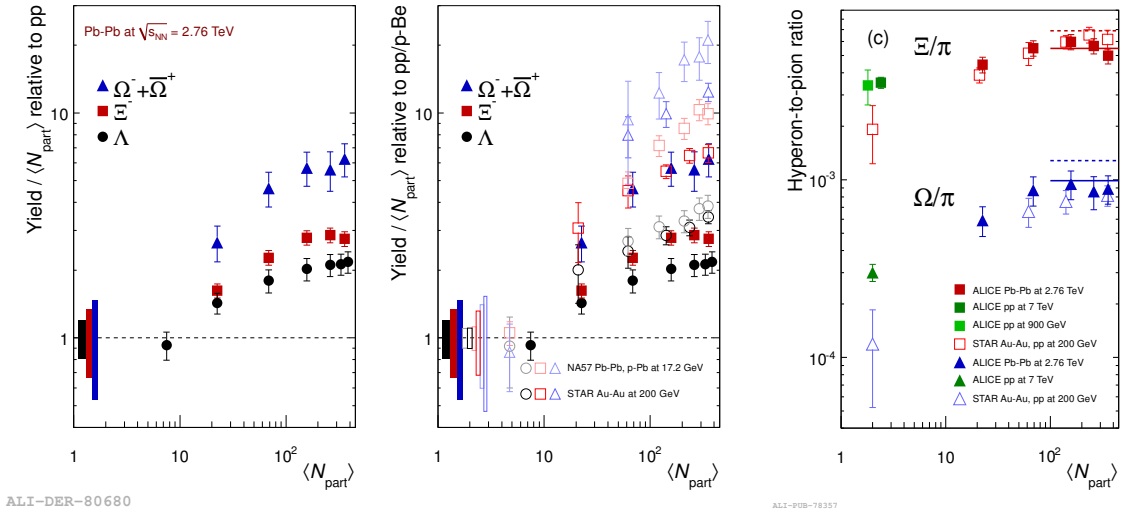 Pb-Pb at √sNN = 2.76 TeV
Ω⁻+Ω̅⁺
Ξ⁻
Λ
Yield / ⟨Npart⟩ relative to pp
10
1
1
10
10²
⟨Npart⟩
ALI-DER-80680
Ω⁻+Ω̅⁺
Ξ⁻
Λ
Yield / ⟨Npart⟩ relative to pp/p-Be
10
1
NA57 Pb-Pb, p-Pb at 17.2 GeV
STAR Au-Au at 200 GeV
1
10
10²
⟨Npart⟩
(c)
Ξ/π
Ω/π
Hyperon-to-pion ratio
10⁻³
10⁻⁴
ALICE Pb-Pb at 2.76 TeV
ALICE pp at 7 TeV
ALICE pp at 900 GeV
STAR Au-Au, pp at 200 GeV
ALICE Pb-Pb at 2.76 TeV
ALICE pp at 7 TeV
STAR Au-Au, pp at 200 GeV
1
10
10²
⟨Npart⟩
ALI-PUB-78357